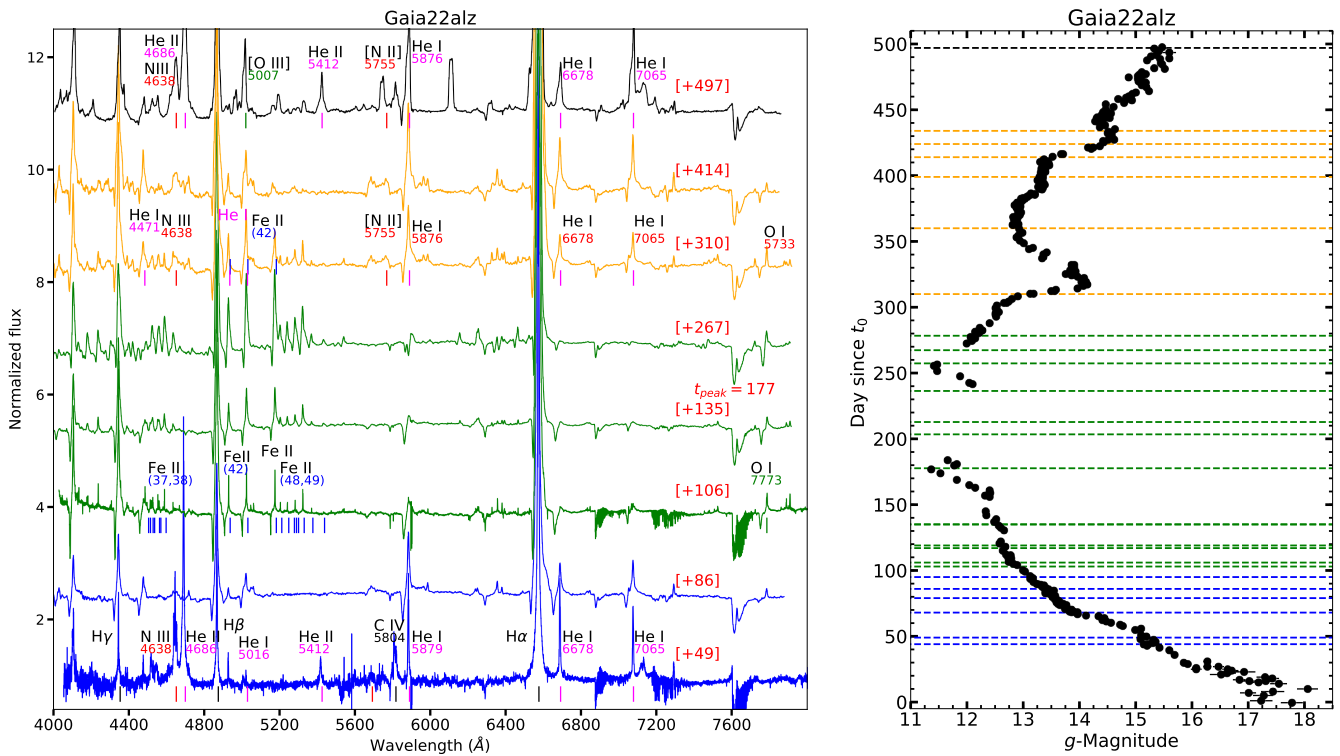 Gaia22alz
He II
4686
NIII
4638
[O III]
5007
He II
5412
[N II]
5755
He I
5876
He I
6678
He I
7065
[+497]
[+414]
He I
4471
N III
4638
He I
Fe II
(42)
[N II]
5755
He I
5876
He I
6678
He I
7065
[+310]
O I
5733
[+267]
t_peak = 177
[+135]
Fe II
(37,38)
FeII
(42)
Fe II
Fe II
(48,49)
[+106]
O I
7773
[+86]
Hγ
N III
4638
He II
4686
Hβ
He I
5016
He II
5412
C IV
5804
He I
5879
Hα
He I
6678
He I
7065
[+49]
12
10
8
6
4
2
Normalized flux
4000 4400 4800 5200 5600 6000 6400 6800 7200 7600
Wavelength (Å)
Gaia22alz
500
450
400
350
300
250
200
150
100
50
0
Day since t₀
11 12 13 14 15 16 17 18
g-Magnitude